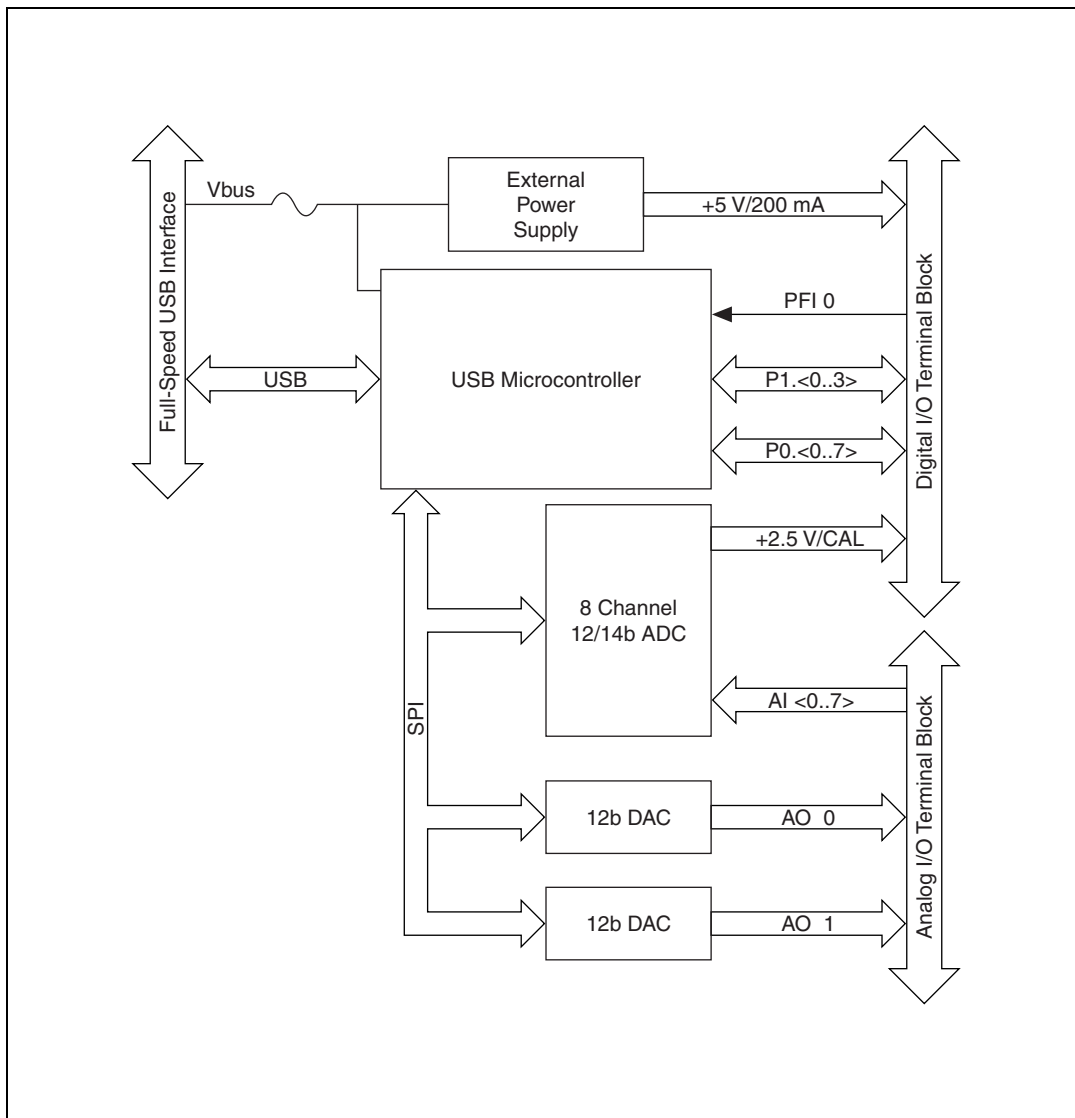 Full-Speed USB Interface
Vbus
External
Power
Supply
+5 V/200 mA
USB
USB Microcontroller
PFI 0
P1.<0..3>
P0.<0..7>
Digital I/O Terminal Block
SPI
8 Channel
12/14b ADC
+2.5 V/CAL
AI <0..7>
12b DAC
AO 0
12b DAC
AO 1
Analog I/O Terminal Block